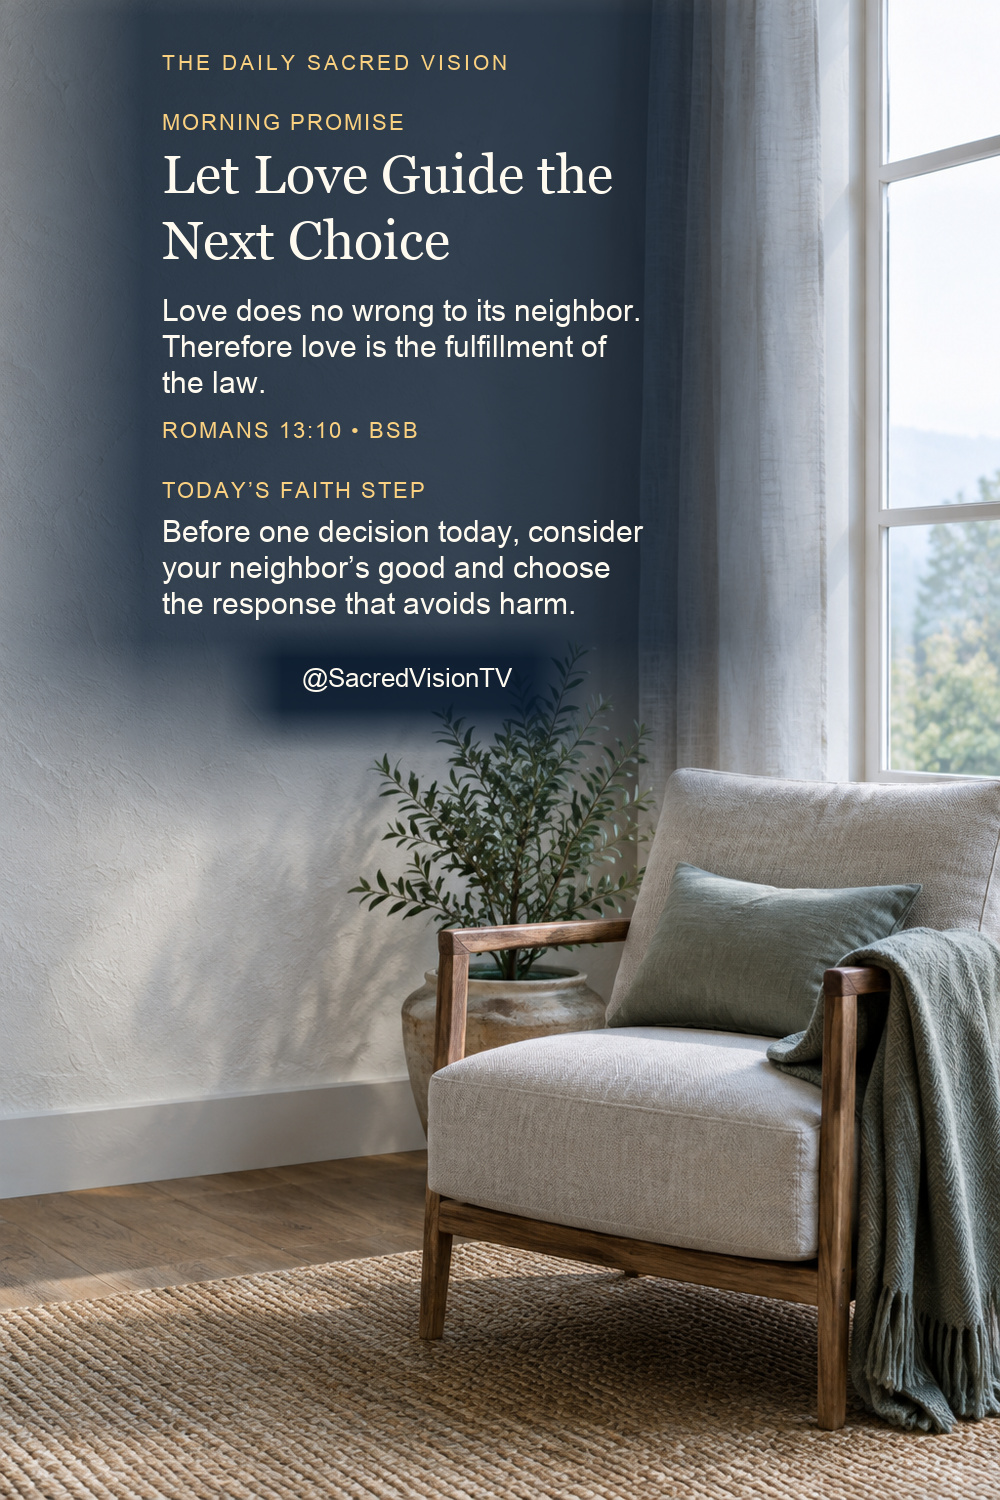 THE DAILY SACRED VISION
MORNING PROMISE
Let Love Guide the
Next Choice
Love does no wrong to its neighbor.
Therefore love is the fulfillment of
the law.
ROMANS 13:10 • BSB
TODAY’S FAITH STEP
Before one decision today, consider
your neighbor’s good and choose
the response that avoids harm.
@SacredVisionTV